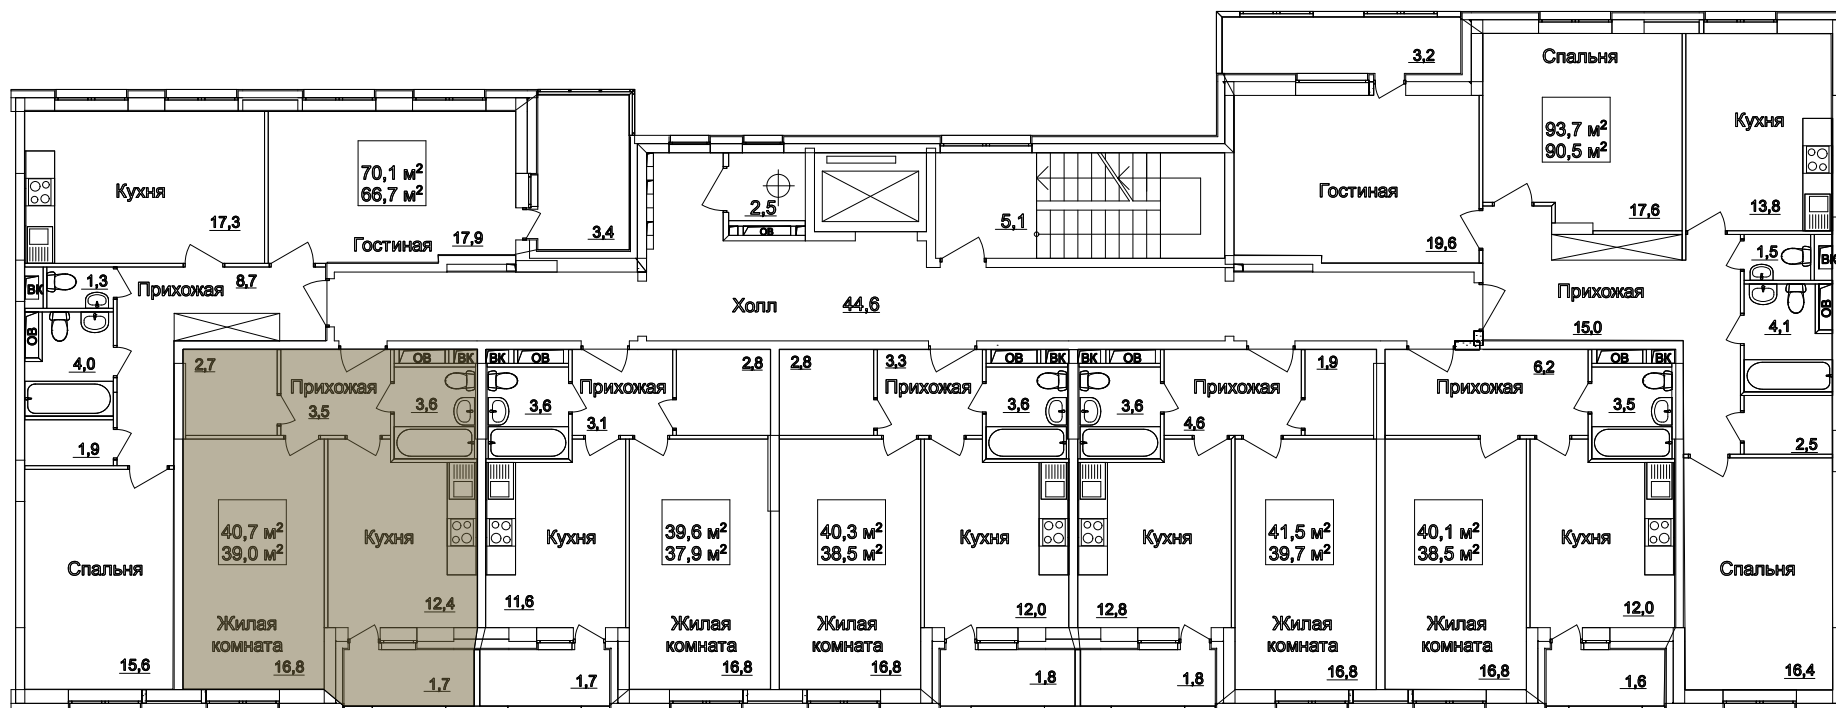 3,2
Спальня
93,7 м²
90,5 м²
Кухня
17,6
13,8
Гостиная
19,6
70,1 м²
66,7 м²
Кухня
17,3
Гостиная
17,9
3,4
2,5
ОВ
5,1
1,3
ВК
Прихожая
8,7
ОВ
4,0
1,9
Холл
44,6
Прихожая
15,0
1,5
ВК
4,1
ОВ
2,5
2,7
Прихожая
3,5
ОВ
ВК
3,6
ВК
ОВ
3,6
Прихожая
3,1
2,8
2,8
3,3
Прихожая
ОВ
ВК
3,6
ВК
ОВ
3,6
Прихожая
4,6
1,9
Прихожая
6,2
ОВ
ВК
3,5
Спальня
15,6
40,7 м²
39,0 м²
Жилая
комната
16,8
Кухня
12,4
1,7
Кухня
11,6
1,7
39,6 м²
37,9 м²
Жилая
комната
16,8
40,3 м²
38,5 м²
Жилая
комната
16,8
Кухня
12,0
1,8
Кухня
12,8
1,8
41,5 м²
39,7 м²
Жилая
комната
16,8
40,1 м²
38,5 м²
Жилая
комната
16,8
Кухня
12,0
1,6
Спальня
16,4